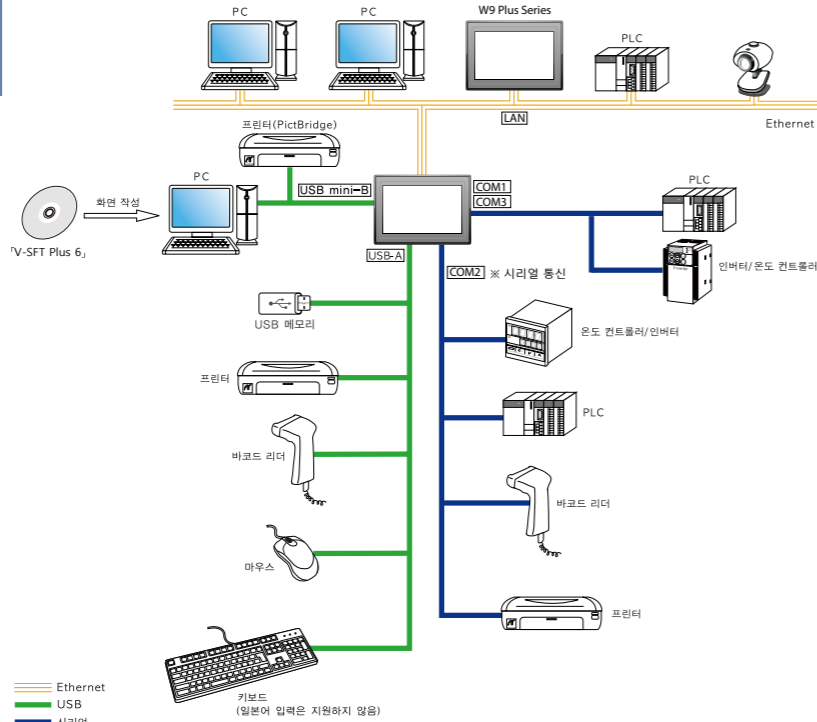 PC
PC
W9 Plus Series
PLC
LAN
Ethernet
프린터(PictBridge)
PC
USB mini-B
COM1
COM3
PLC
화면 작성
「V-SFT Plus 6」
USB-A
COM2 ※ 시리얼 통신
인버터/온도 컨트롤러
USB 메모리
온도 컨트롤러/인버터
프린터
PLC
바코드 리더
바코드 리더
마우스
프린터
키보드
(일본어 입력은 지원하지 않음)
Ethernet
USB
시리얼